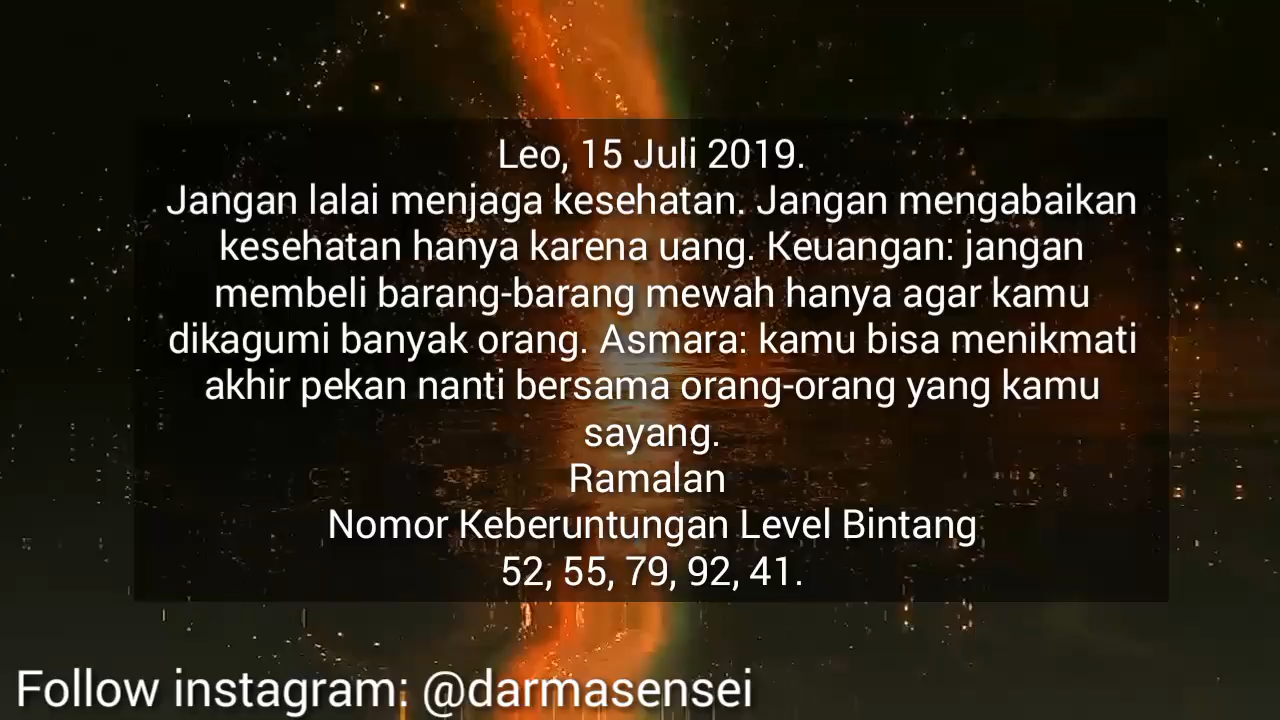 Leo, 15 Juli 2019.
Jangan lalai menjaga kesehatan. Jangan mengabaikan
kesehatan hanya karena uang. Keuangan: jangan
membeli barang-barang mewah hanya agar kamu
dikagumi banyak orang. Asmara: kamu bisa menikmati
akhir pekan nanti bersama orang-orang yang kamu
sayang.
Ramalan
Nomor Keberuntungan Level Bintang
52, 55, 79, 92, 41.
Follow instagram: @darmasensei